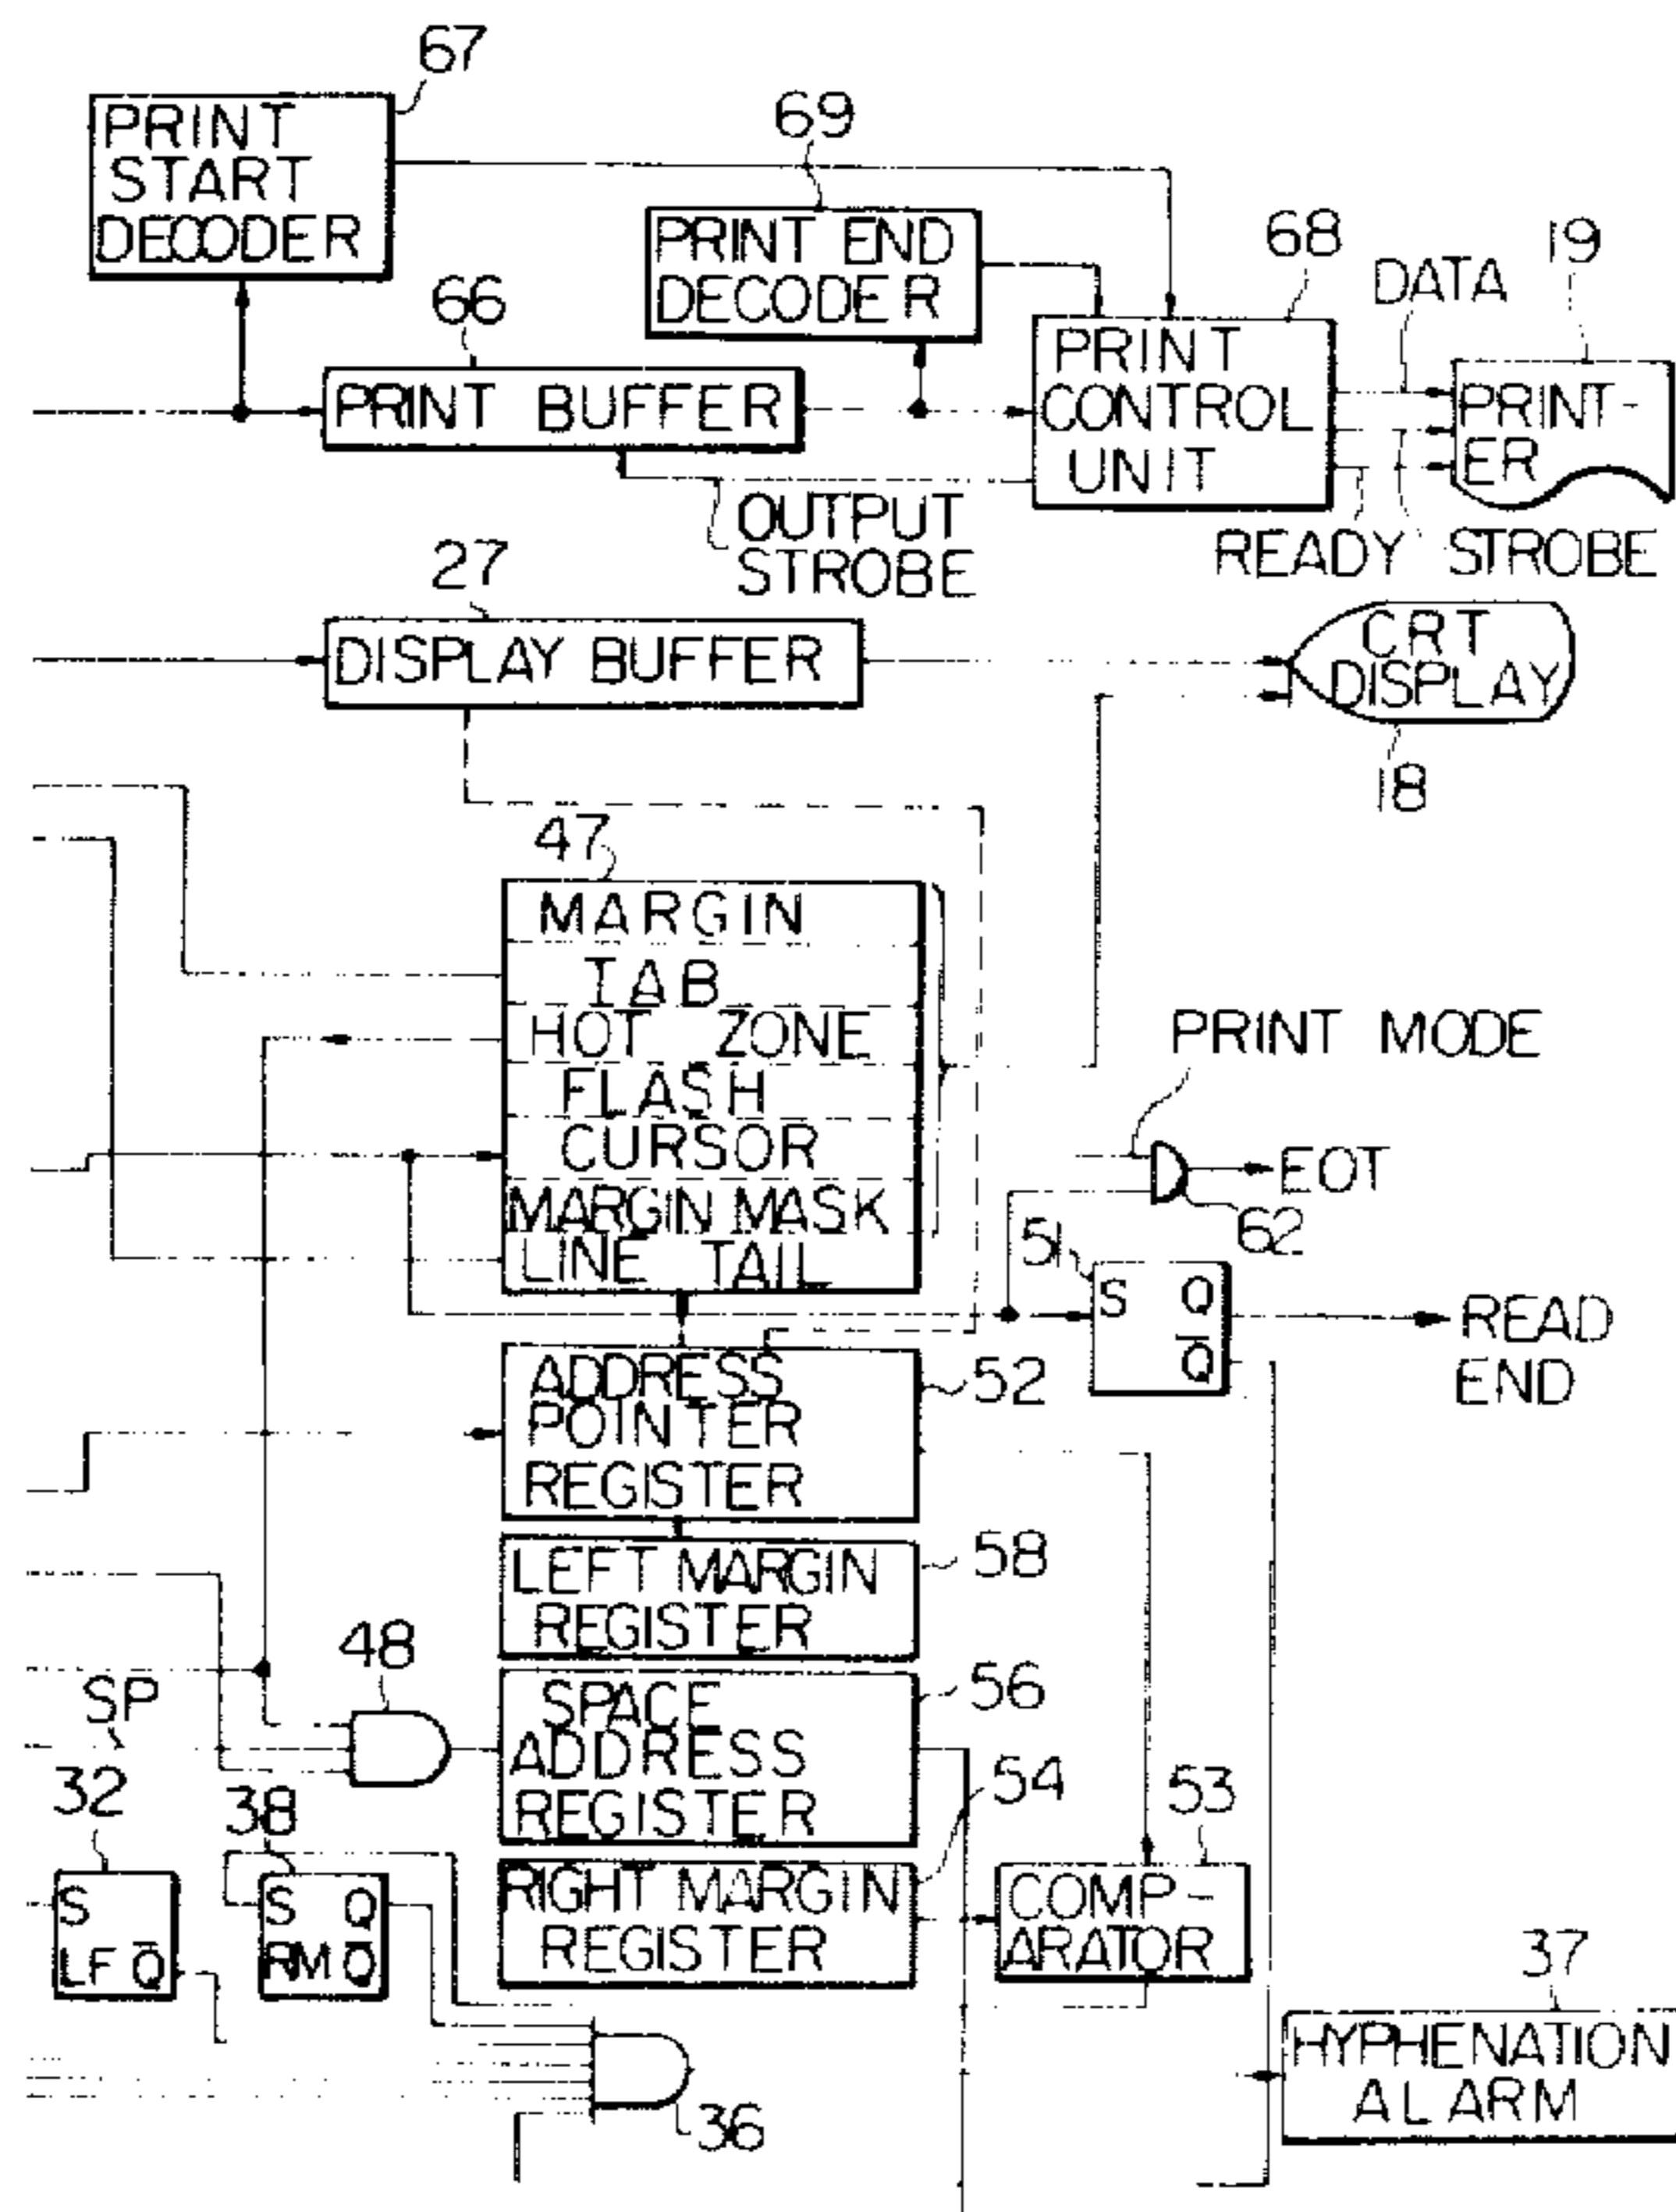 67
PRINT
START
DECODER
69
PRINT END
DECODER
68
19
DATA
66
PRINT BUFFER
PRINT
CONTROL
UNIT
PRINT-
ER
OUTPUT
STROBE
READY STROBE
27
DISPLAY BUFFER
CRT
DISPLAY
18
47
MARGIN
TAB
HOT ZONE
FLASH
CURSOR
MARGIN MASK
LINE TAIL
PRINT MODE
EOT
62
51
S Q
Q̅
READ
END
ADDRESS
POINTER
REGISTER
52
LEFT MARGIN
REGISTER
58
48
SP
SPACE
ADDRESS
REGISTER
56
54
53
32
38
S
LF Q̅
S Q
RM Q̅
RIGHT MARGIN
REGISTER
COMP-
ARATOR
37
HYPHENATION
ALARM
36